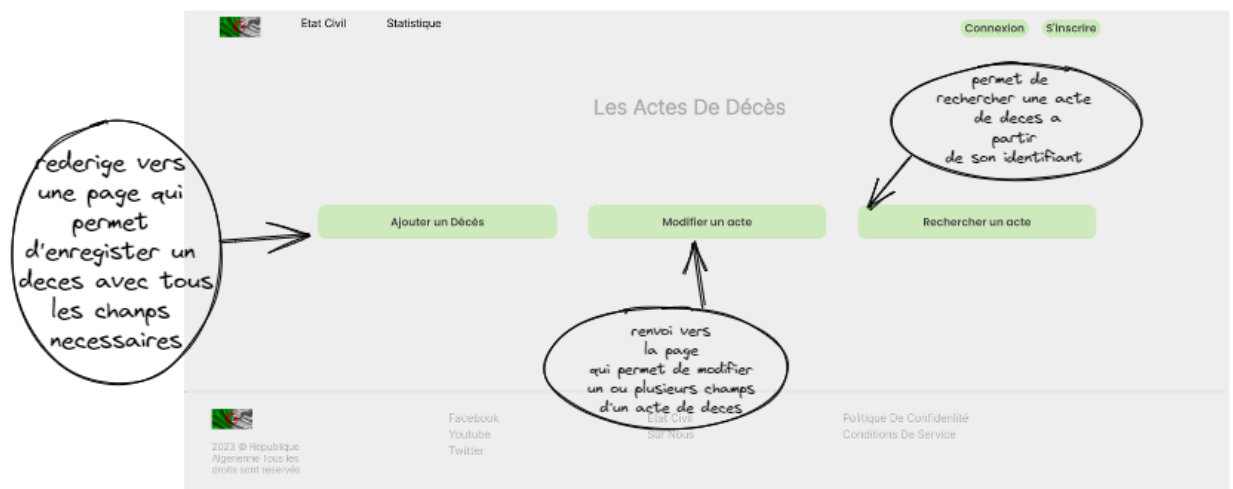 Etat Civil Statistique Connexion S'inscrire
Les Actes De Décès
permet de
rechercher une acte
de deces a
partir
de son identifiant
rederige vers
une page qui
permet
d'enregister un
deces avec tous
les chanps
necessaires
Ajouter un Décès Modifier un acte Rechercher un acte
renvoi vers
la page
qui permet de modifier
un ou plusieurs champs
d'un acte de deces
2023 © Republique
Algerienne Tous les
droits sont reservés
Facebook
Youtube
Twitter
Etat Civil
Sur Nous
Politique De Confidentlité
Conditions De Service